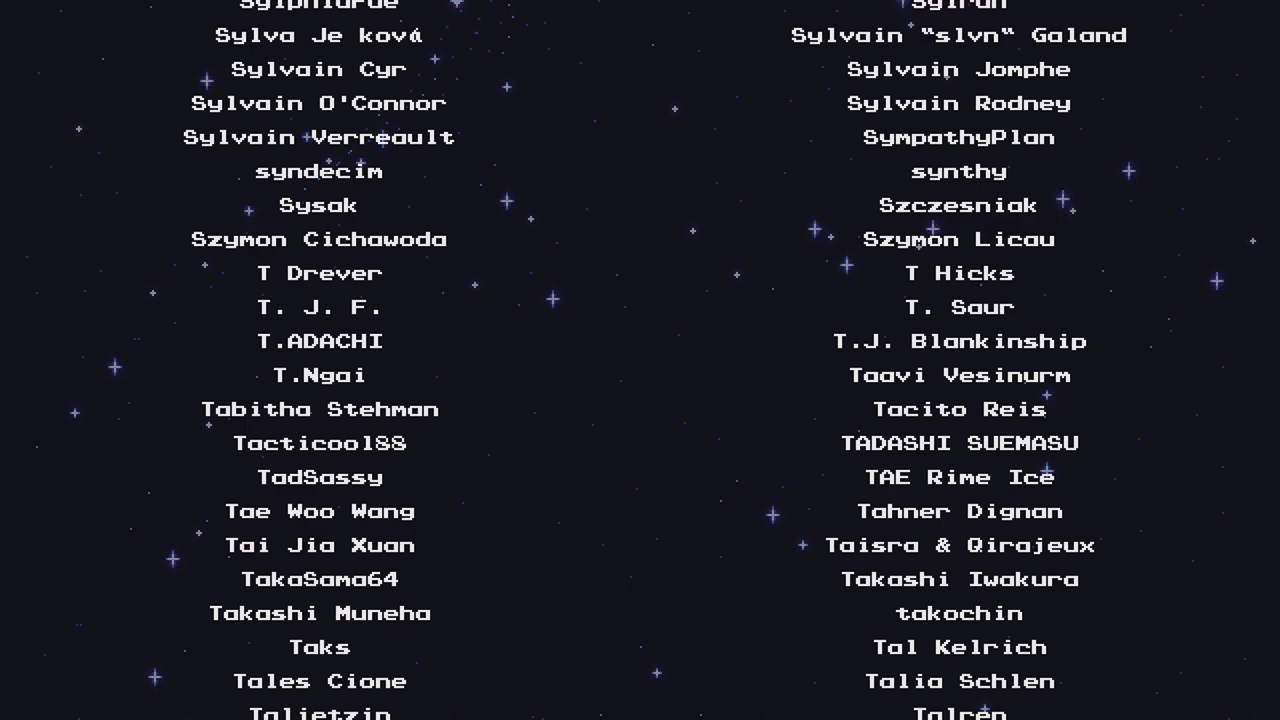 Sylva Je ková Sylvain "slvn" Galand
Sylvain Cyr Sylvain Jomphe
Sylvain O'Connor Sylvain Rodney
Sylvain Verreault SympathyPlan
syndecim synthy
Sysak Szczesniak
Szymon Cichawoda Szymon Licau
T Drever T Hicks
T. J. F. T. Saur
T.ADACHI T.J. Blankinship
T.Ngai Taavi Vesinurm
Tabitha Stehman Tacito Reis
Tacticool88 TADASHI SUEMASU
TadSassy TAE Rime Ice
Tae Woo Wang Tahner Dignan
Tai Jia Xuan Taisra & Qirajeux
TakaSama64 Takashi Iwakura
Takashi Muneha takochin
Taks Tal Kelrich
Tales Cione Talia Schlen
Talietzin Talren